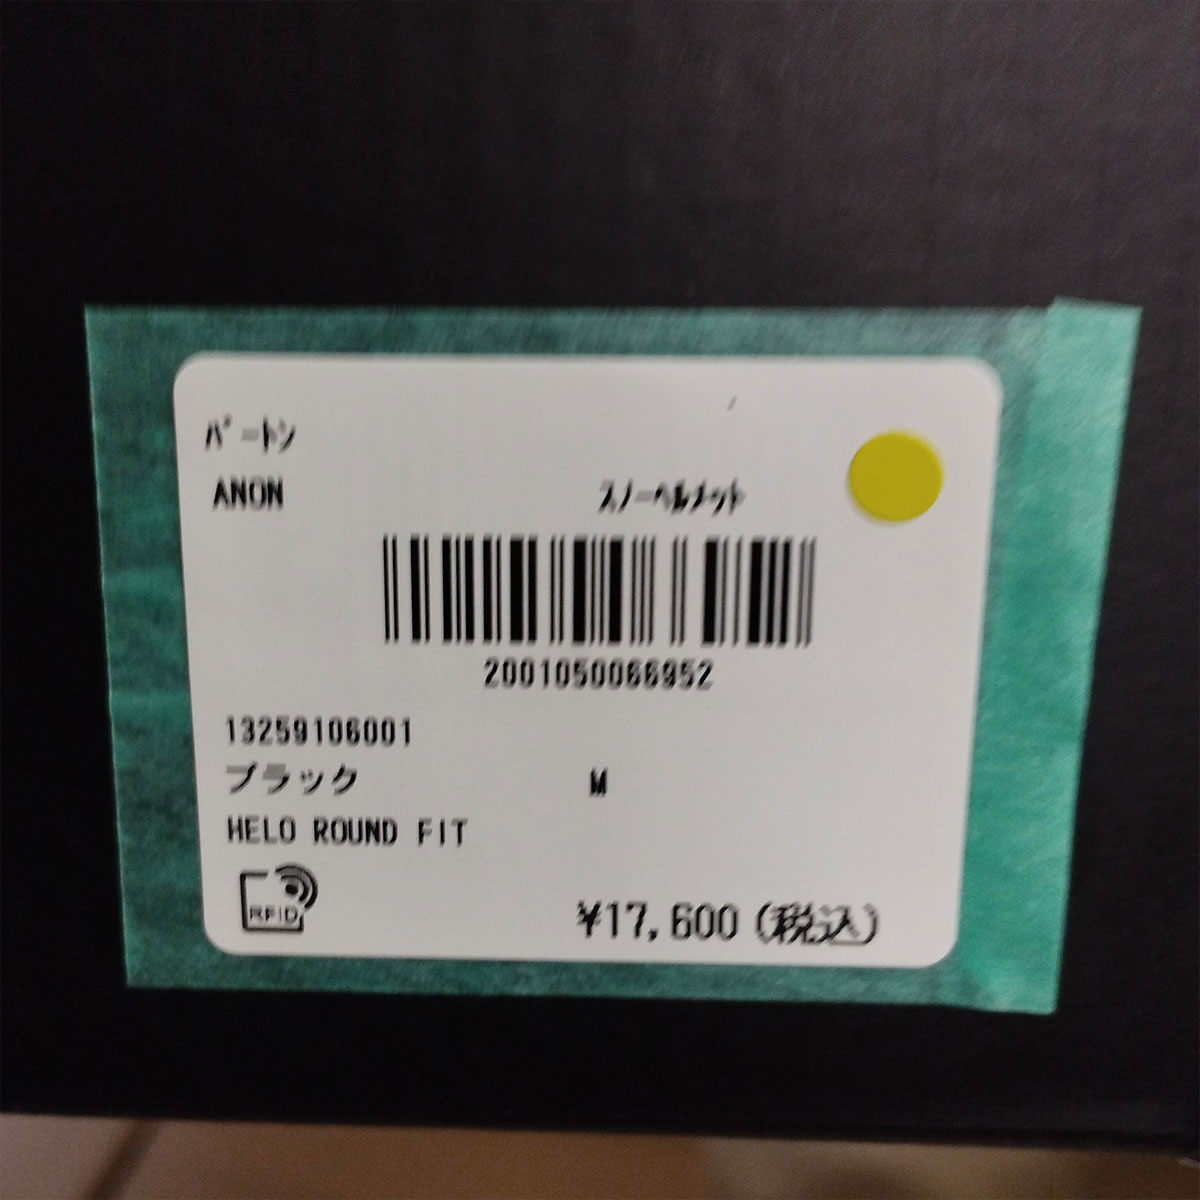 ﾊﾞｰﾄﾝ
ANON ｽﾉｰﾍﾙﾒｯﾄ
2001050066952
13259106001
ブラック M
HELO ROUND FIT
RFID
¥17,600(税込)